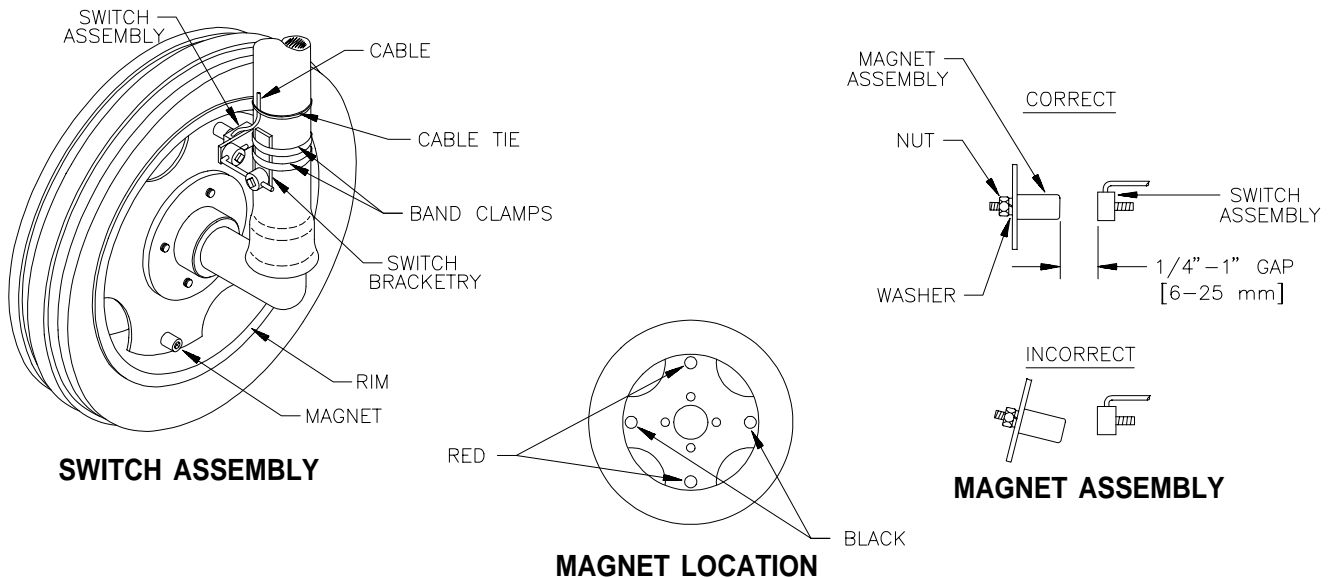 SWITCH
ASSEMBLY
CABLE
CABLE TIE
BAND CLAMPS
SWITCH
BRACKETRY
RIM
MAGNET
SWITCH ASSEMBLY
RED
BLACK
MAGNET LOCATION
MAGNET
ASSEMBLY
CORRECT
NUT
SWITCH
ASSEMBLY
1/4"–1" GAP
[6–25 mm]
WASHER
INCORRECT
MAGNET ASSEMBLY